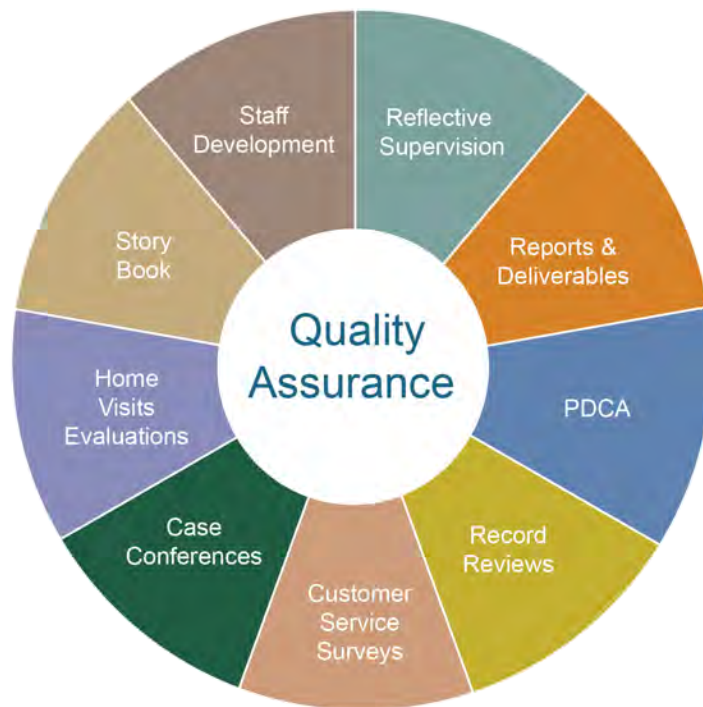 Quality
Assurance
Reflective
Supervision
Reports &
Deliverables
PDCA
Record
Reviews
Customer
Service
Surveys
Case
Conferences
Home
Visits
Evaluations
Story
Book
Staff
Development